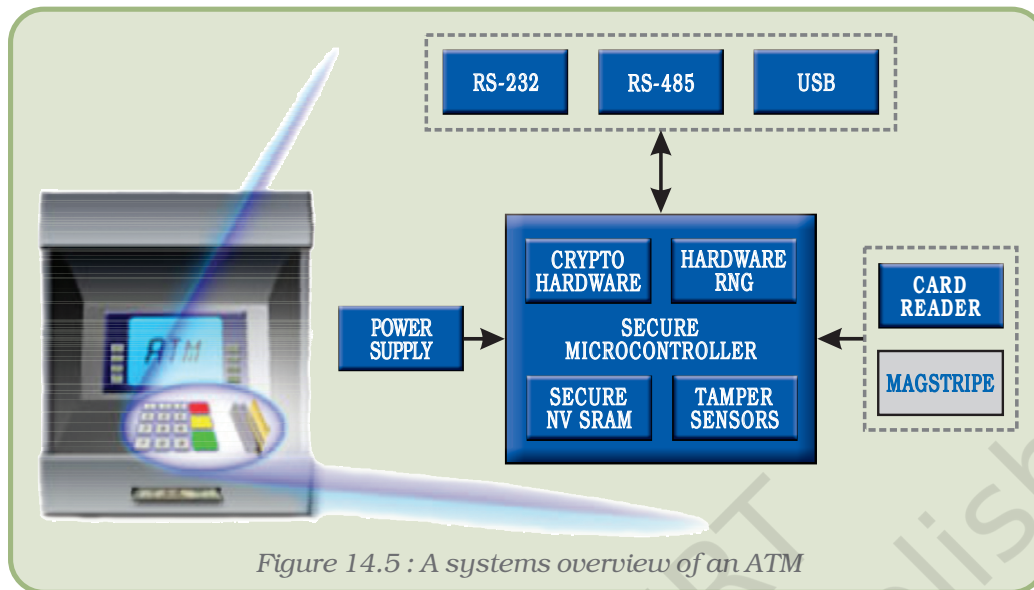 RS-232
RS-485
USB
CRYPTO
HARDWARE
HARDWARE
RNG
POWER
SUPPLY
SECURE
MICROCONTROLLER
SECURE
NV SRAM
TAMPER
SENSORS
CARD
READER
MAGSTRIPE
ATM
Figure 14.5 : A systems overview of an ATM